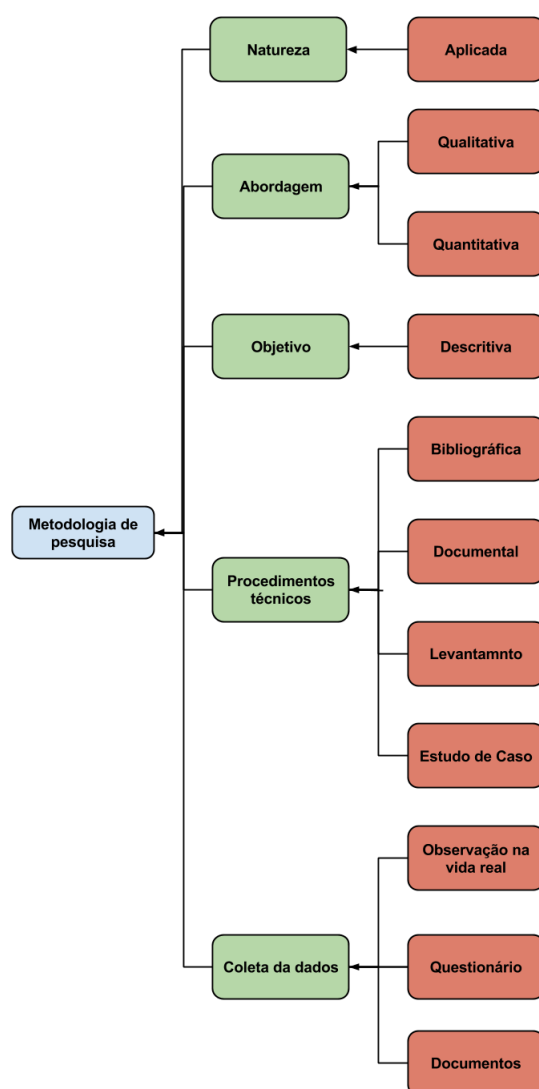 Natureza
Aplicada
Qualitativa
Abordagem
Quantitativa
Objetivo
Descritiva
Bibliográfica
Metodologia de
pesquisa
Documental
Procedimentos
técnicos
Levantamnto
Estudo de Caso
Observação na
vida real
Coleta da dados
Questionário
Documentos